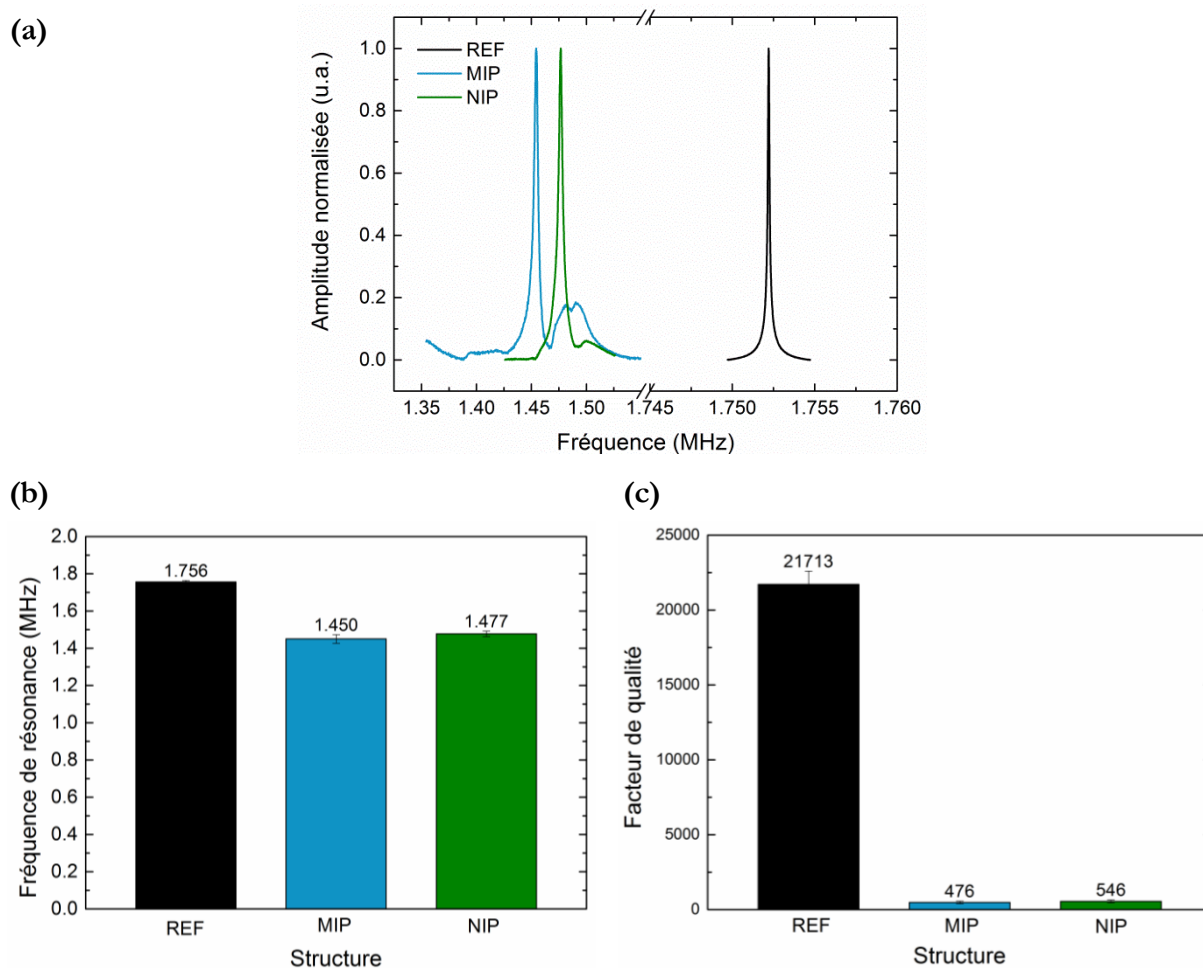 (a)
REF
MIP
NIP
Amplitude normalisée (u.a.)
1.0
0.8
0.6
0.4
0.2
0.0
1.35 1.40 1.45 1.50 1.745 1.750 1.755 1.760
Fréquence (MHz)
(b)
Fréquence de résonance (MHz)
2.0
1.8
1.6
1.4
1.2
1.0
0.8
0.6
0.4
0.2
0.0
1.756
1.450
1.477
REF MIP NIP
Structure
(c)
Facteur de qualité
25000
20000
15000
10000
5000
0
21713
476
546
REF MIP NIP
Structure